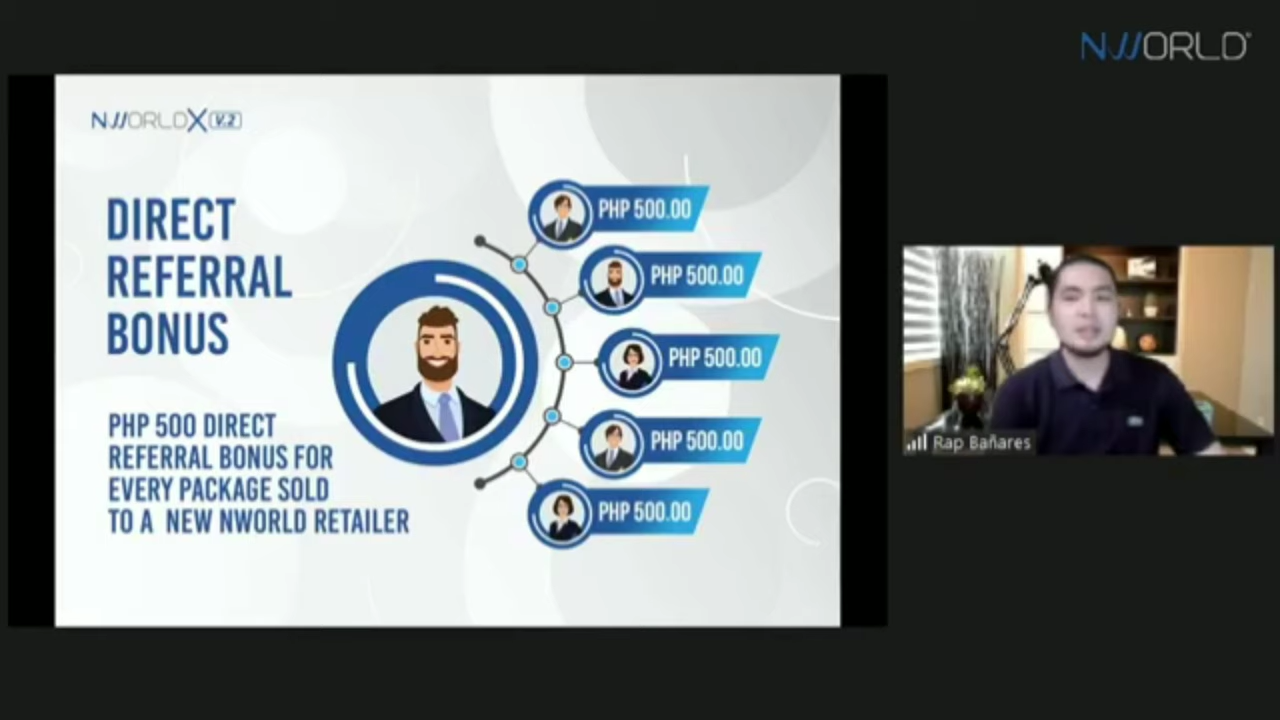 NWORLD
NWORLD X V.2
DIRECT
REFERRAL
BONUS
PHP 500 DIRECT
REFERRAL BONUS FOR
EVERY PACKAGE SOLD
TO A NEW NWORLD RETAILER
PHP 500.00
PHP 500.00
PHP 500.00
PHP 500.00
PHP 500.00
Rap Bañares